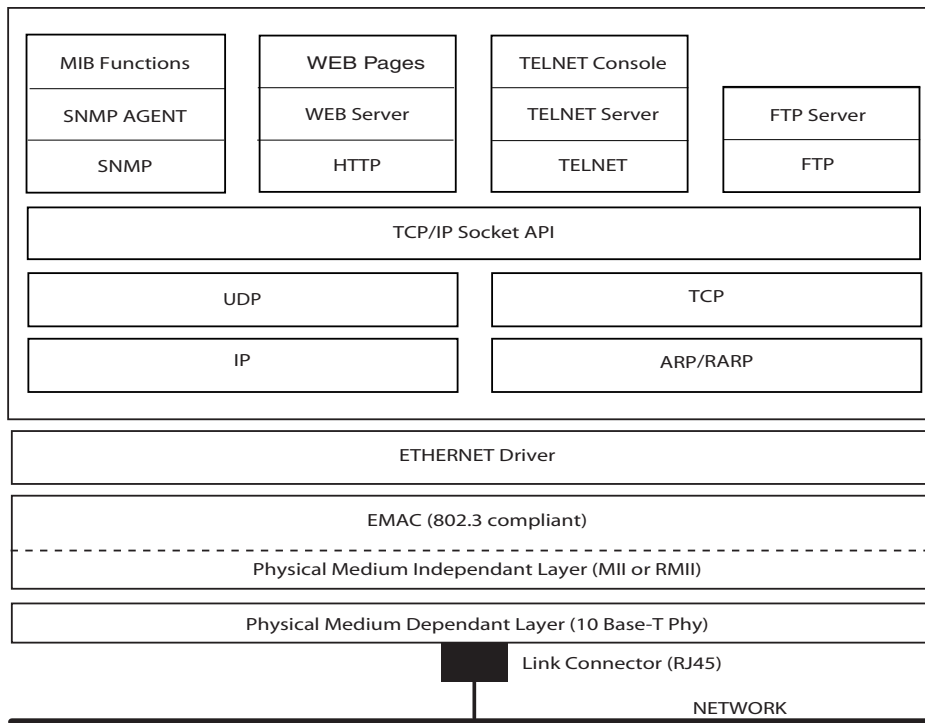 MIB Functions
SNMP AGENT
SNMP
WEB Pages
WEB Server
HTTP
TELNET Console
TELNET Server
TELNET
FTP Server
FTP
TCP/IP Socket API
UDP
TCP
IP
ARP/RARP
ETHERNET Driver
EMAC (802.3 compliant)
Physical Medium Independant Layer (MII or RMII)
Physical Medium Dependant Layer (10 Base-T Phy)
Link Connector (RJ45)
NETWORK